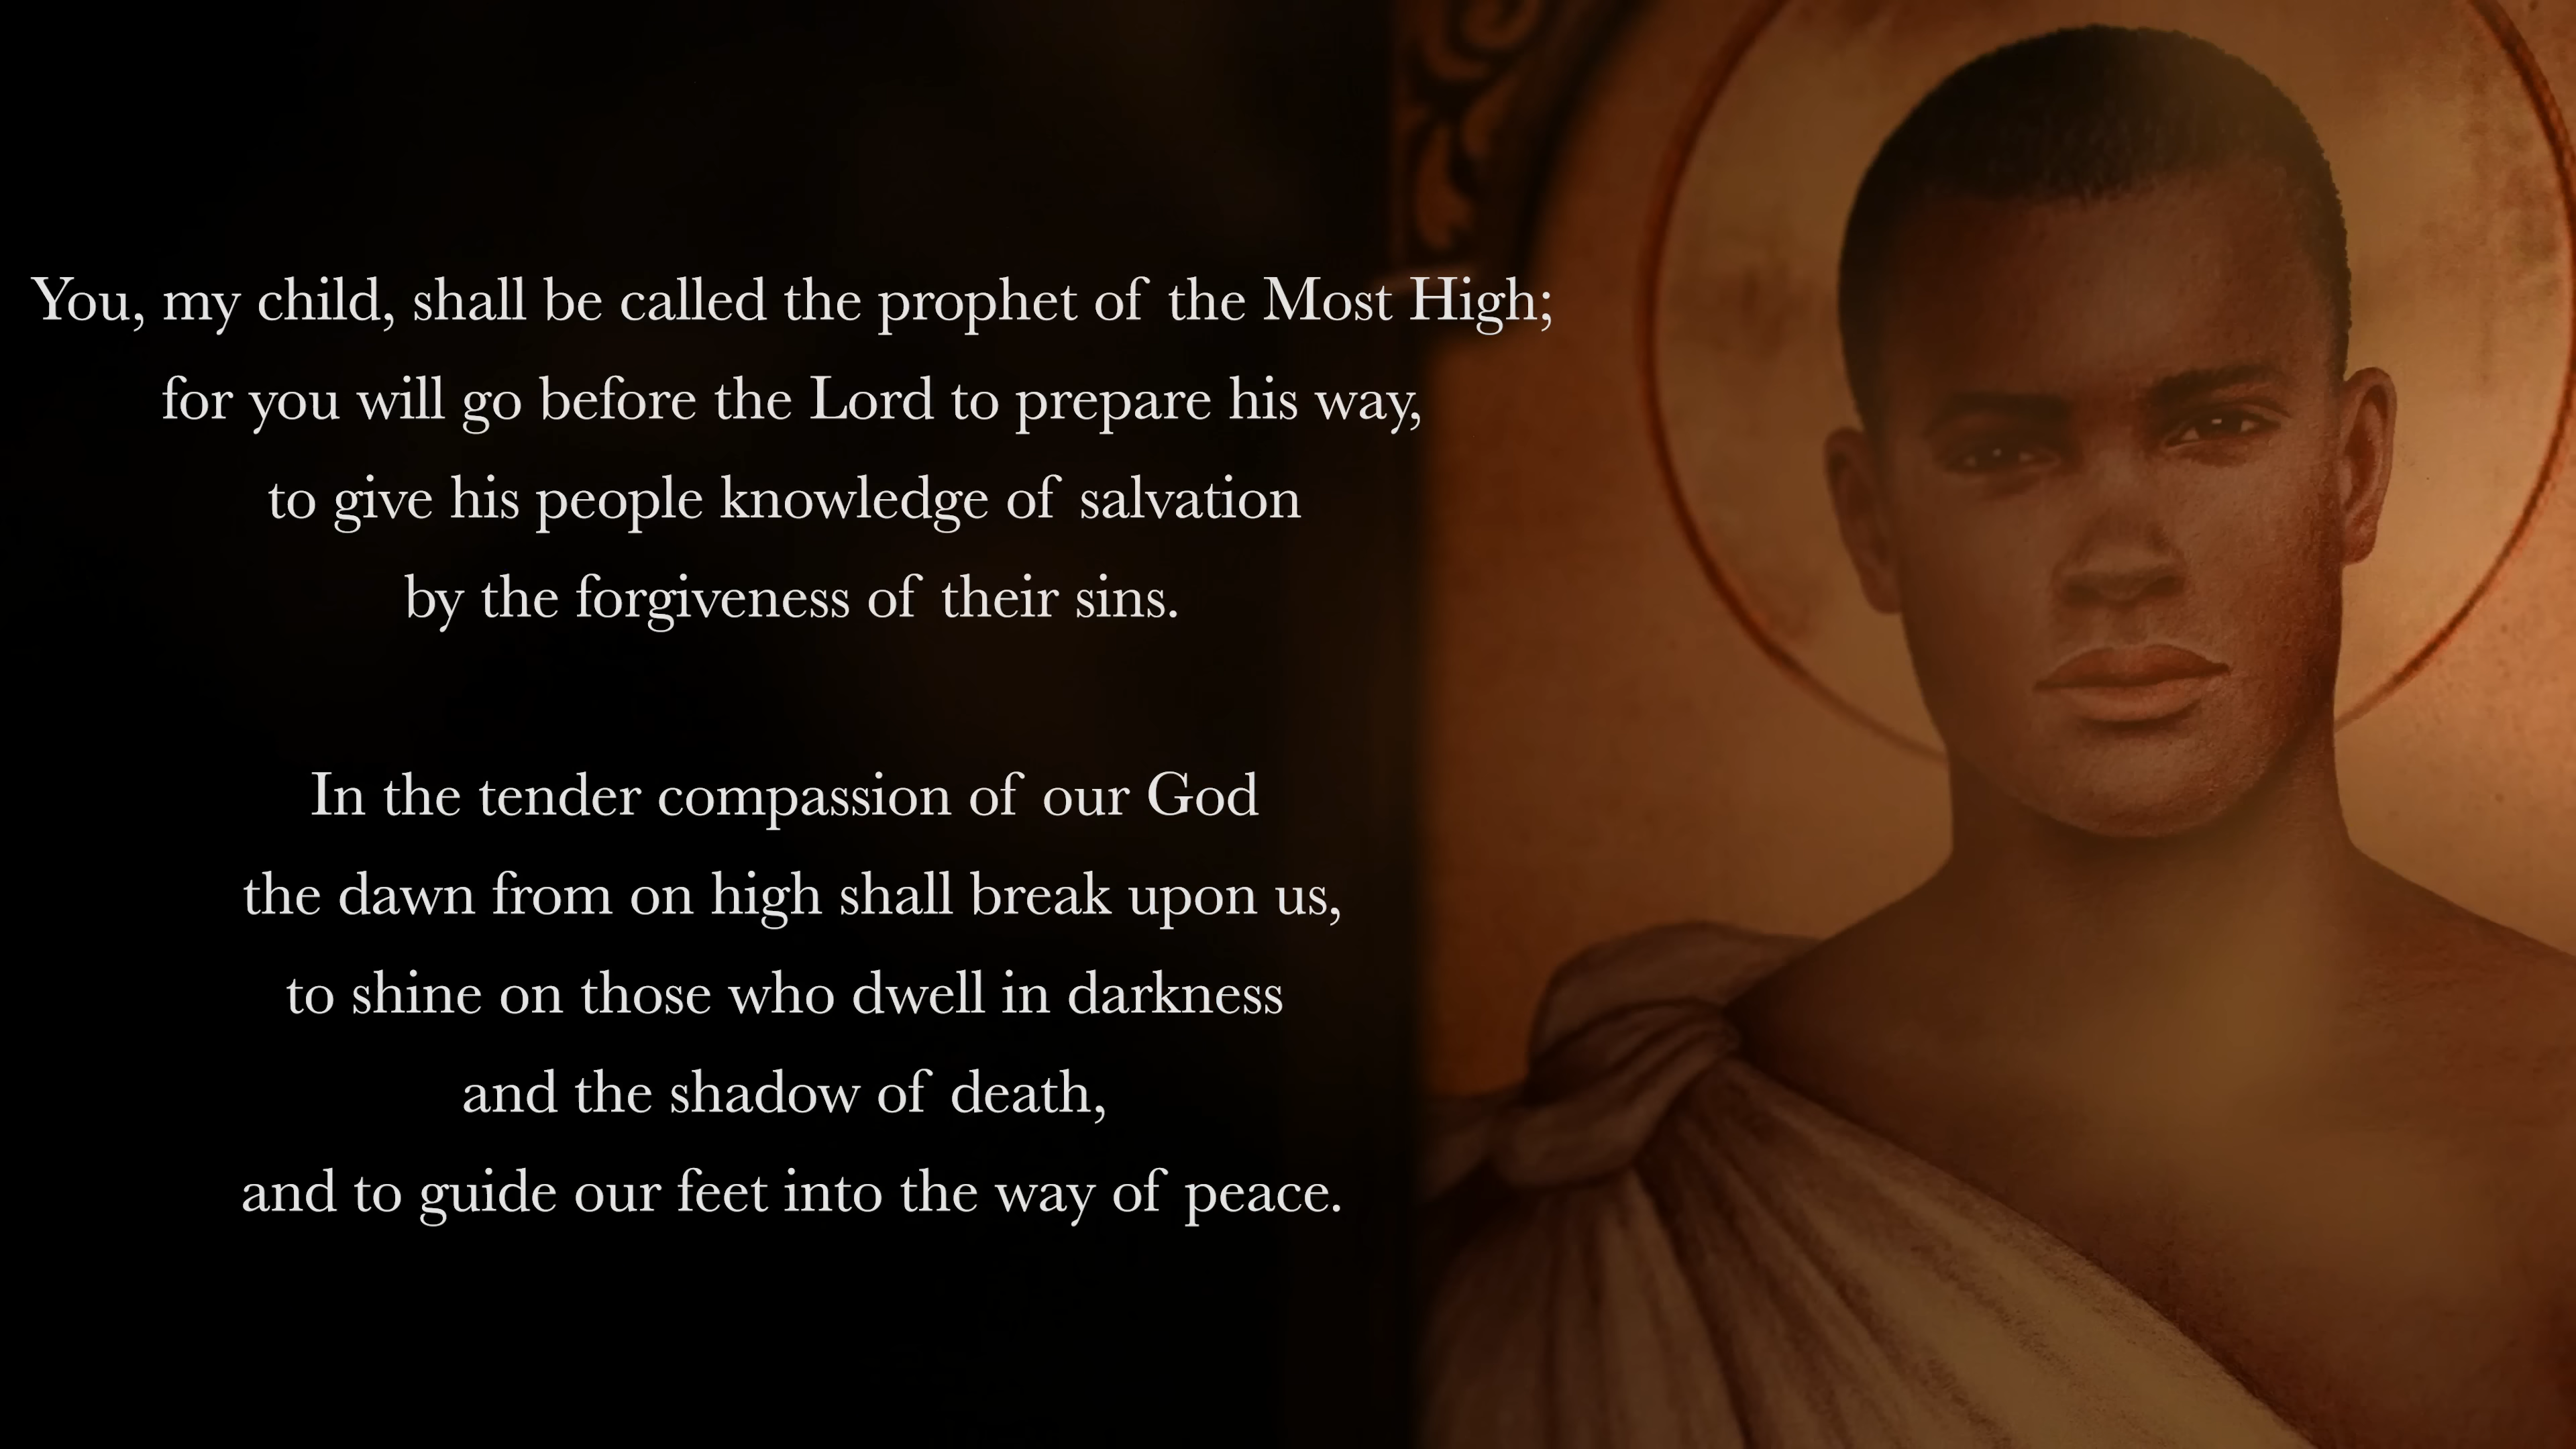 You, my child, shall be called the prophet of the Most High;
for you will go before the Lord to prepare his way,
to give his people knowledge of salvation
by the forgiveness of their sins.
In the tender compassion of our God
the dawn from on high shall break upon us,
to shine on those who dwell in darkness
and the shadow of death,
and to guide our feet into the way of peace.